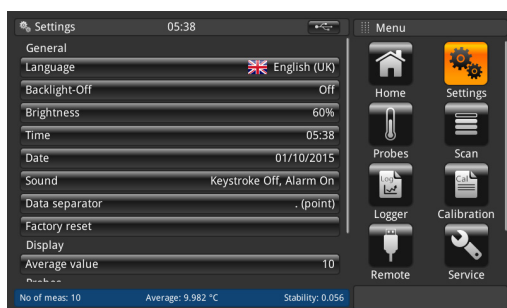 Settings 05:38
General
Language English (UK)
Backlight-Off Off
Brightness 60%
Time 05:38
Date 01/10/2015
Sound Keystroke Off, Alarm On
Data separator . (point)
Factory reset
Display
Average value 10
Probes
No of meas: 10 Average: 9.982 °C Stability: 0.056
Menu
Home Settings
Probes Scan
Log Cal
Logger Calibration
Remote Service